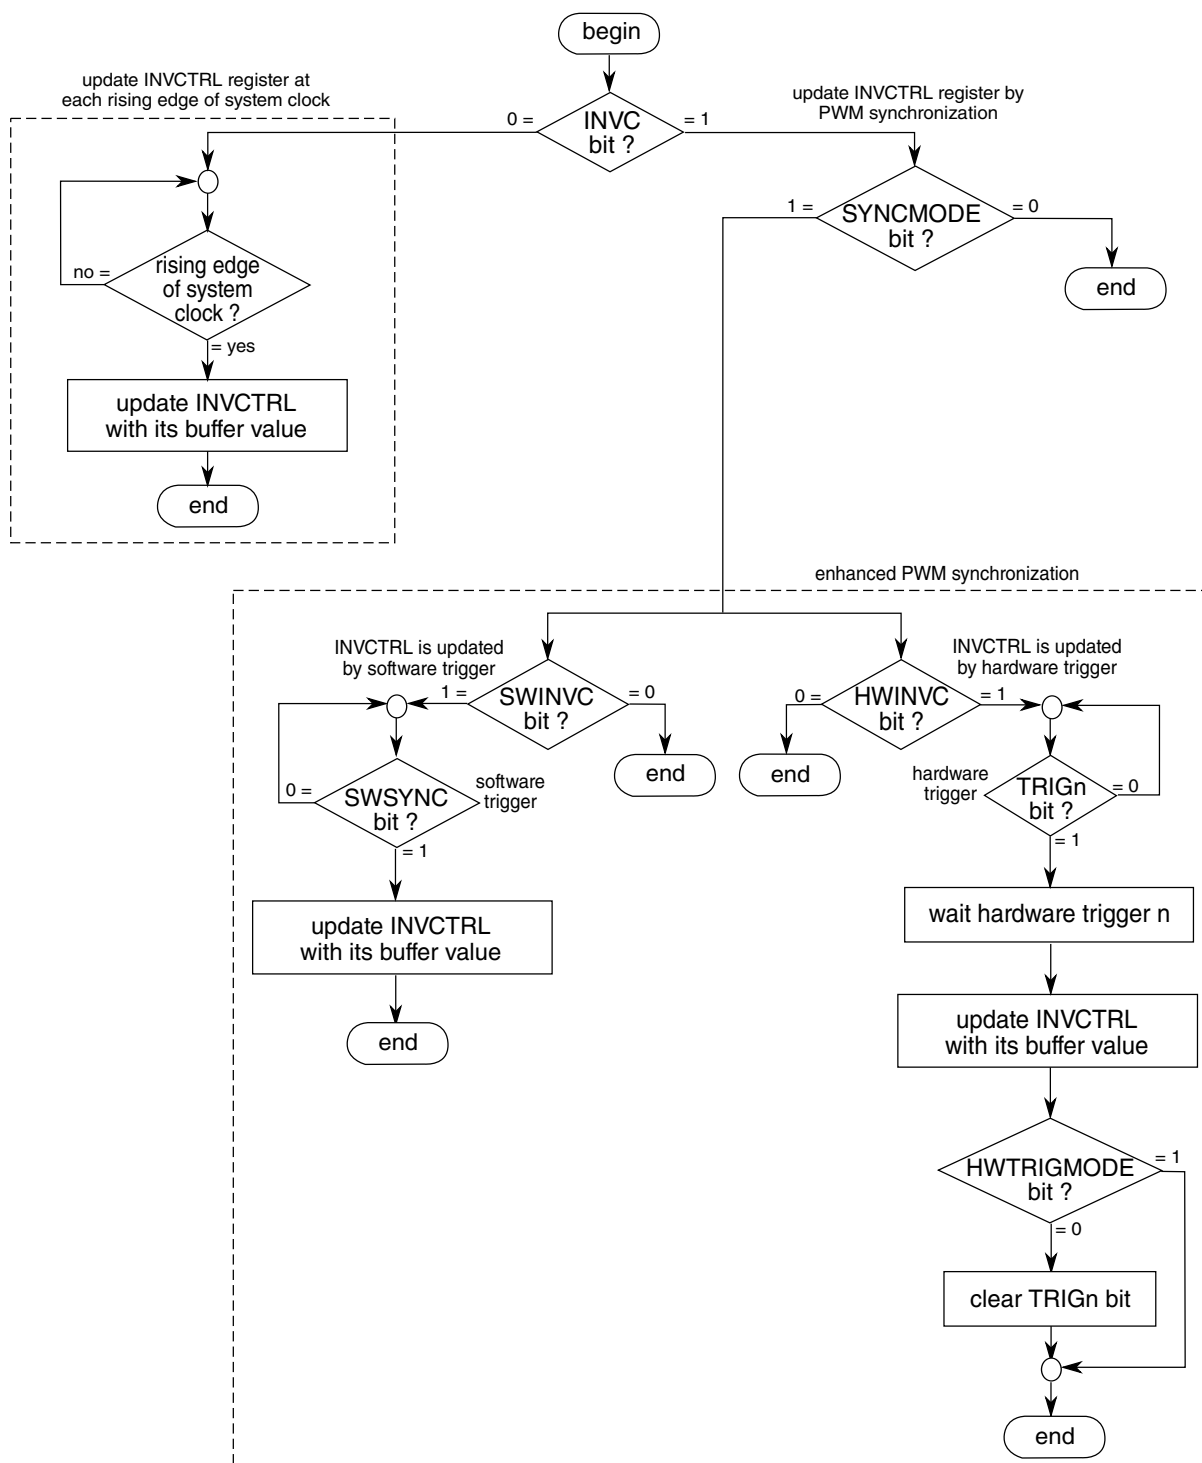 begin
update INVCTRL register at
each rising edge of system clock
update INVCTRL register by
PWM synchronization
0 =
INVC
bit ?
= 1
1 =
SYNCMODE
bit ?
= 0
end
no =
rising edge
of system
clock ?
= yes
update INVCTRL
with its buffer value
end
enhanced PWM synchronization
INVCTRL is updated
by software trigger
1 =
SWINVC
bit ?
= 0
end
0 =
SWSYNC
bit ?
software
trigger
= 1
update INVCTRL
with its buffer value
end
INVCTRL is updated
by hardware trigger
0 =
HWINVC
bit ?
= 1
end
hardware
trigger
TRIGn
bit ?
= 0
= 1
wait hardware trigger n
update INVCTRL
with its buffer value
HWTRIGMODE
bit ?
= 1
= 0
clear TRIGn bit
end